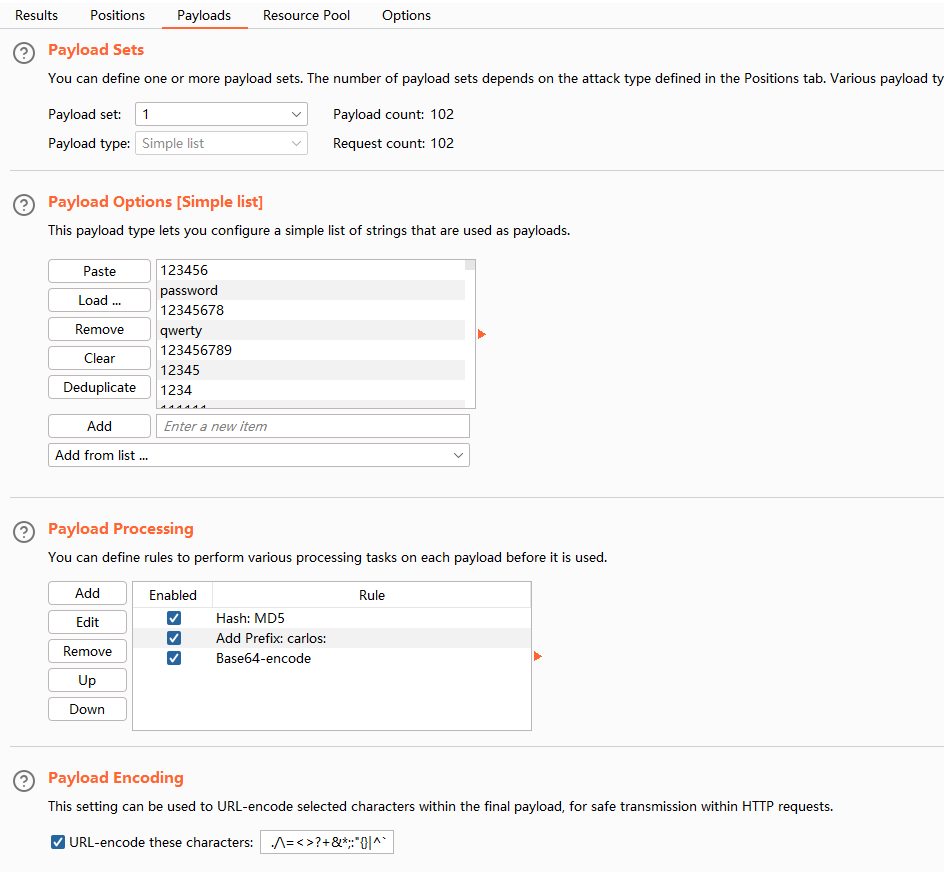 Results Positions Payloads Resource Pool Options
? Payload Sets
You can define one or more payload sets. The number of payload sets depends on the attack type defined in the Positions tab. Various payload ty
Payload set: 1 Payload count: 102
Payload type: Simple list Request count: 102
? Payload Options [Simple list]
This payload type lets you configure a simple list of strings that are used as payloads.
Paste 123456
password
Load ... 12345678
Remove qwerty
123456789
Clear 12345
Deduplicate 1234
111111
Add Enter a new item
Add from list ...
? Payload Processing
You can define rules to perform various processing tasks on each payload before it is used.
Add Enabled Rule
Edit Hash: MD5
Add Prefix: carlos:
Remove Base64-encode
Up
Down
? Payload Encoding
This setting can be used to URL-encode selected characters within the final payload, for safe transmission within HTTP requests.
URL-encode these characters: ./\=<>?+&*;:"{}|^`